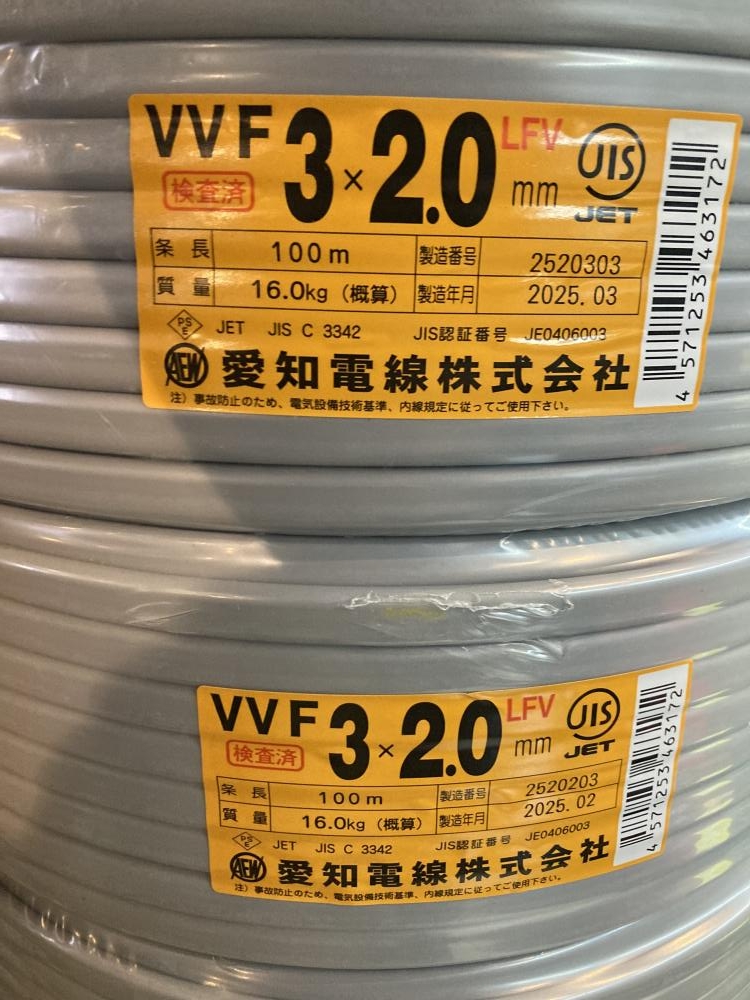 VVF 3×2.0 mm LFV JIS JET
検査済
条長 100m 製造番号 2520303
質量 16.0kg (概算) 製造年月 2025.03
PSE JET JIS C 3342 JIS認証番号 JE0406003
AEW 愛知電線株式会社
注)事故防止のため、電気設備技術基準、内線規定に従ってご使用下さい。
4 571253 463172
VVF 3×2.0 mm LFV JIS JET
検査済
条長 100m 製造番号 2520203
質量 16.0kg (概算) 製造年月 2025.02
PSE JET JIS C 3342 JIS認証番号 JE0406003
AEW 愛知電線株式会社
注)事故防止のため、電気設備技術基準、内線規定に従ってご使用下さい。
4 571253 463172